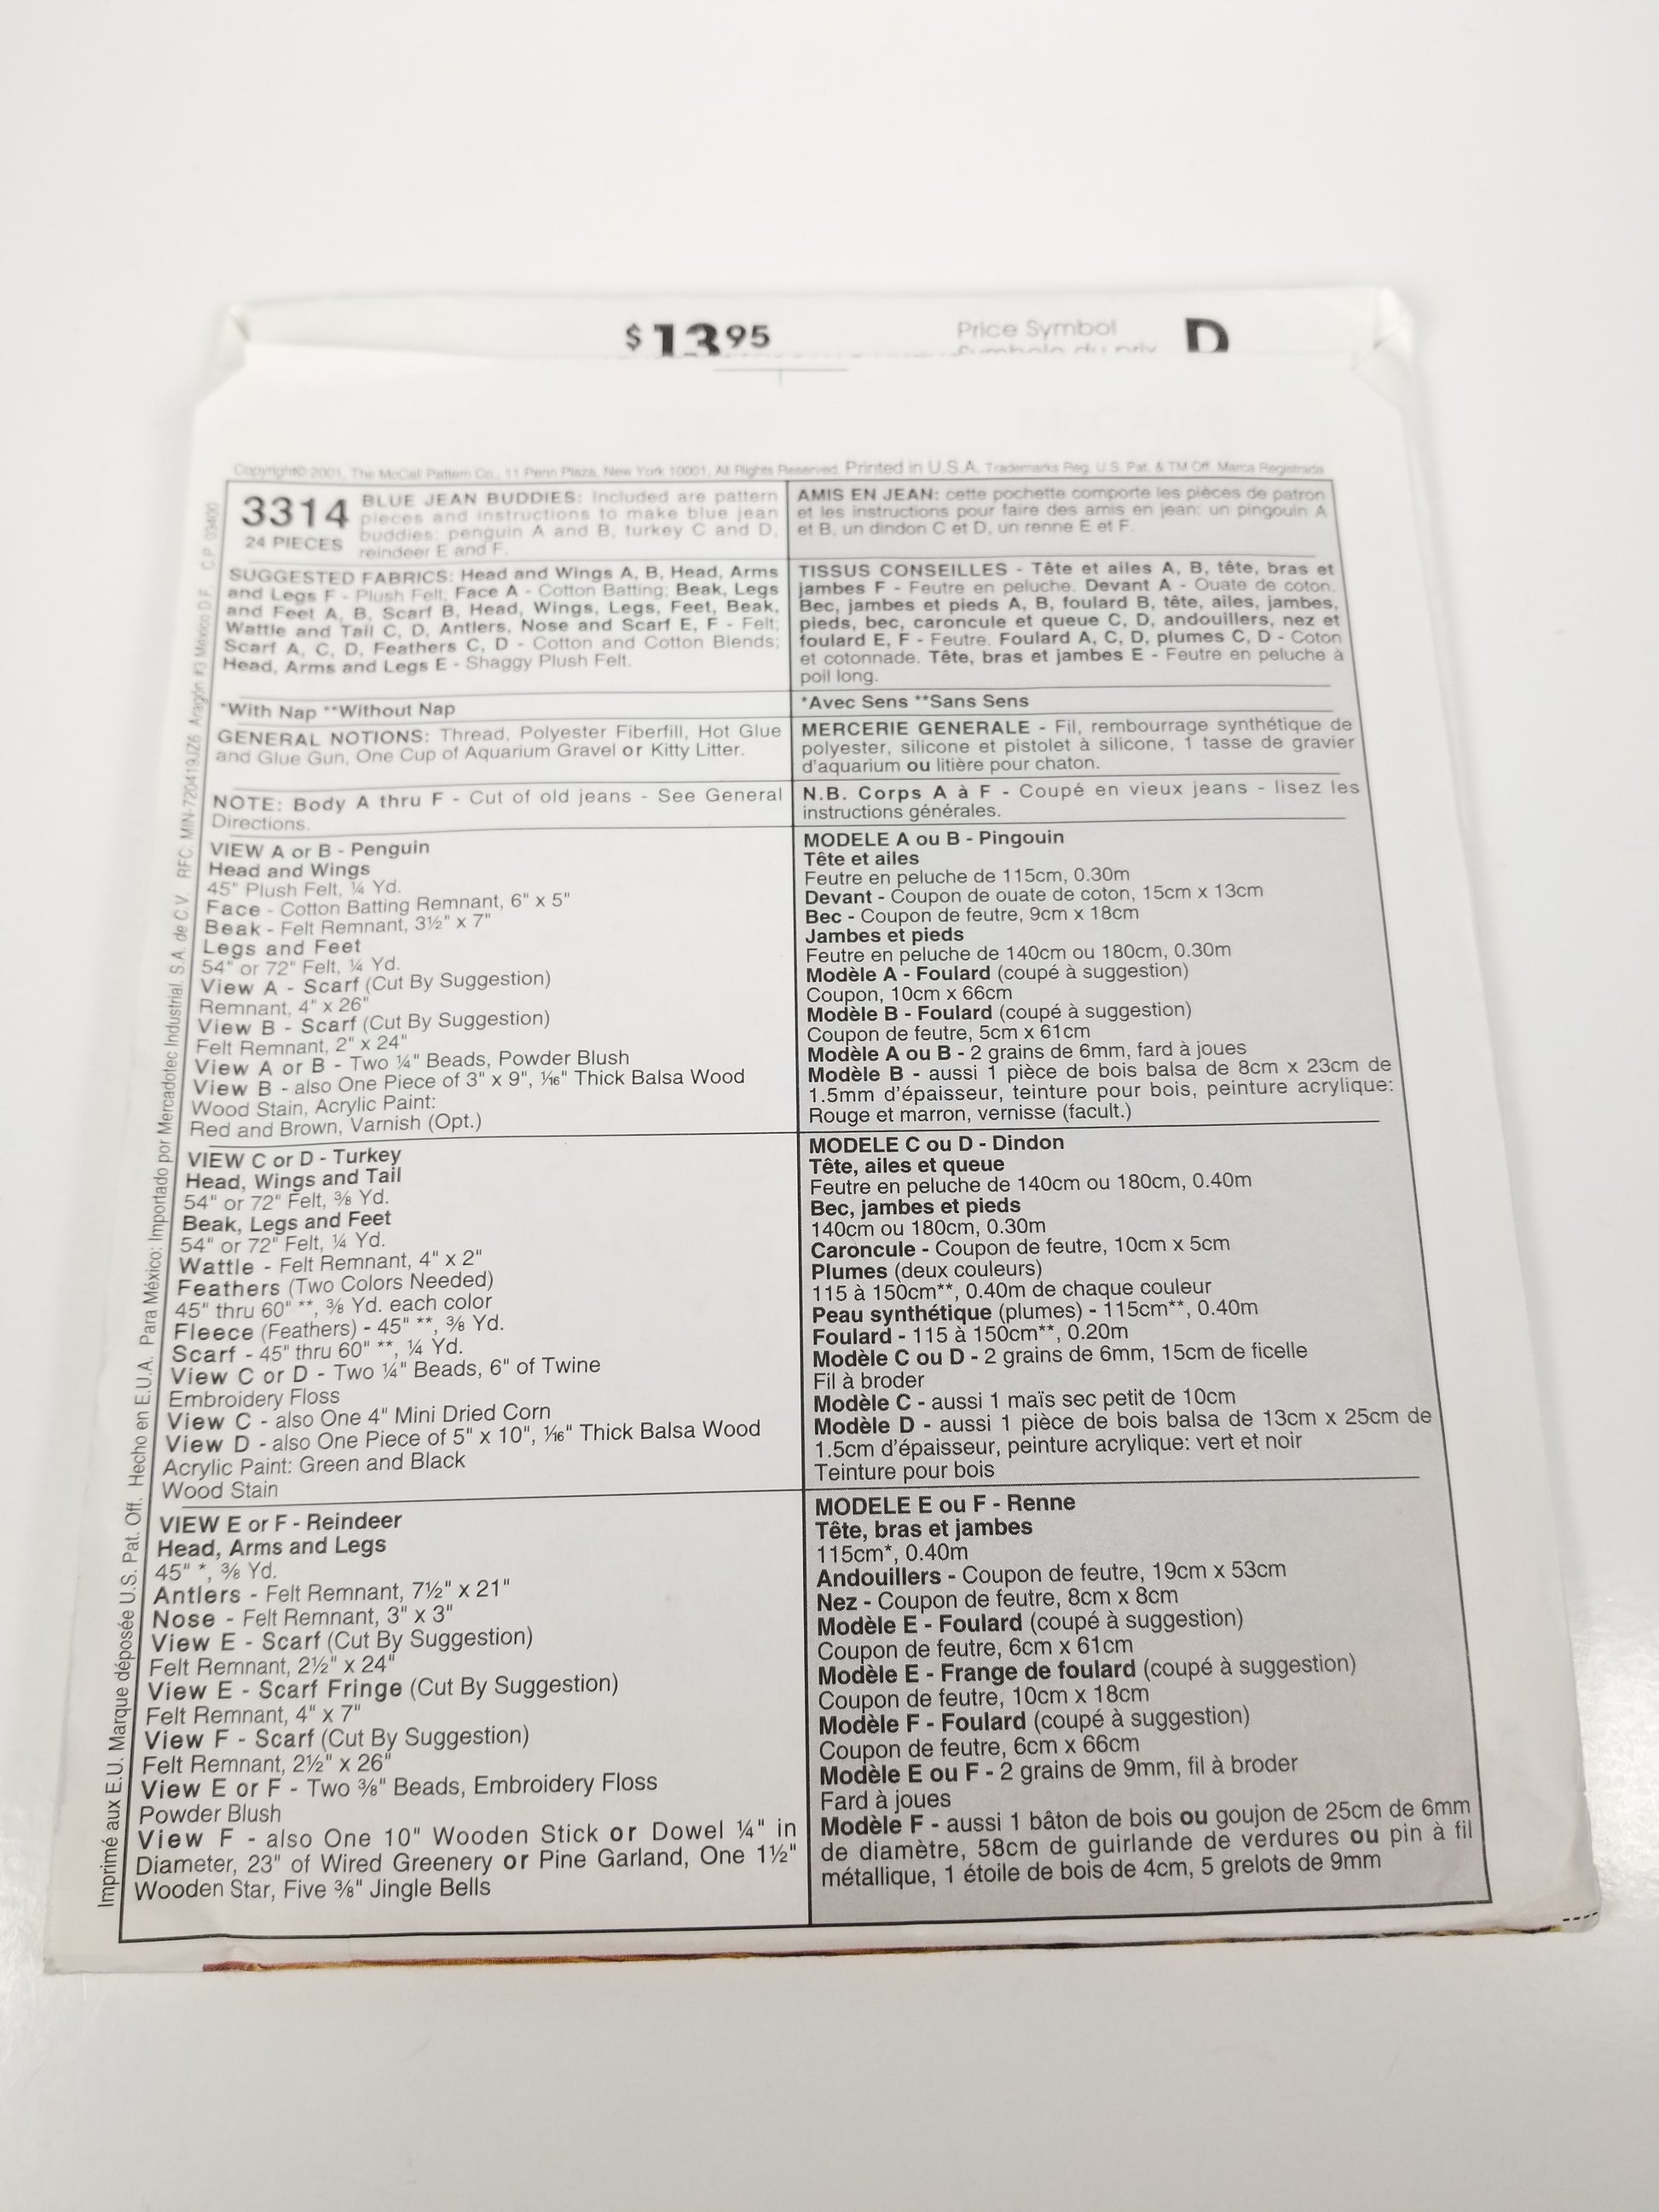 $13.95
Price Symbol
Symbole du prix
D
Copyright© 2001, The McCall Pattern Co., 11 Penn Plaza, New York 10001, All Rights Reserved. Printed in U.S.A. Trademarks Reg. U.S. Pat. & TM Off. Marca Registrada
3314
24 PIECES
BLUE JEAN BUDDIES: Included are pattern
pieces and instructions to make blue jean
buddies; penguin A and B, turkey C and D,
reindeer E and F.
SUGGESTED FABRICS: Head and Wings A, B, Head, Arms
and Legs F - Plush Felt, Face A - Cotton Batting; Beak, Legs
and Feet A, B, Scarf B, Head, Wings, Legs, Feet, Beak,
Wattle and Tail C, D, Antlers, Nose and Scarf E, F - Felt;
Scarf A, C, D, Feathers C, D - Cotton and Cotton Blends;
Head, Arms and Legs E - Shaggy Plush Felt.
*With Nap **Without Nap
GENERAL NOTIONS: Thread, Polyester Fiberfill, Hot Glue
and Glue Gun, One Cup of Aquarium Gravel or Kitty Litter.
NOTE: Body A thru F - Cut of old jeans - See General
Directions.
VIEW A or B - Penguin
Head and Wings
45" Plush Felt, ¼ Yd.
Face - Cotton Batting Remnant, 6" x 5"
Beak - Felt Remnant, 3½" x 7"
Legs and Feet
54" or 72" Felt, ¼ Yd.
View A - Scarf (Cut By Suggestion)
Remnant, 4" x 26"
View B - Scarf (Cut By Suggestion)
Felt Remnant, 2" x 24"
View A or B - Two ¼" Beads, Powder Blush
View B - also One Piece of 3" x 9", 1⁄16" Thick Balsa Wood
Wood Stain, Acrylic Paint:
Red and Brown, Varnish (Opt.)
VIEW C or D - Turkey
Head, Wings and Tail
54" or 72" Felt, ⅜ Yd.
Beak, Legs and Feet
54" or 72" Felt, ¼ Yd.
Wattle - Felt Remnant, 4" x 2"
Feathers (Two Colors Needed)
45" thru 60" **, ⅜ Yd. each color
Fleece (Feathers) - 45" **, ⅜ Yd.
Scarf - 45" thru 60" **, ¼ Yd.
View C or D - Two ¼" Beads, 6" of Twine
Embroidery Floss
View C - also One 4" Mini Dried Corn
View D - also One Piece of 5" x 10", 1⁄16" Thick Balsa Wood
Acrylic Paint: Green and Black
Wood Stain
VIEW E or F - Reindeer
Head, Arms and Legs
45" *, ⅜ Yd.
Antlers - Felt Remnant, 7½" x 21"
Nose - Felt Remnant, 3" x 3"
View E - Scarf (Cut By Suggestion)
Felt Remnant, 2½" x 24"
View E - Scarf Fringe (Cut By Suggestion)
Felt Remnant, 4" x 7"
View F - Scarf (Cut By Suggestion)
Felt Remnant, 2½" x 26"
View E or F - Two ⅜" Beads, Embroidery Floss
Powder Blush
View F - also One 10" Wooden Stick or Dowel ¼" in
Diameter, 23" of Wired Greenery or Pine Garland, One 1½"
Wooden Star, Five ⅜" Jingle Bells
AMIS EN JEAN: cette pochette comporte les pièces de patron
et les instructions pour faire des amis en jean: un pingouin A
et B, un dindon C et D, un renne E et F.
TISSUS CONSEILLES - Tête et ailes A, B, tête, bras et
jambes F - Feutre en peluche. Devant A - Ouate de coton.
Bec, jambes et pieds A, B, foulard B, tête, ailes, jambes,
pieds, bec, caroncule et queue C, D, andouillers, nez et
foulard E, F - Feutre. Foulard A, C, D, plumes C, D - Coton
et cotonnade. Tête, bras et jambes E - Feutre en peluche à
poil long.
*Avec Sens **Sans Sens
MERCERIE GENERALE - Fil, rembourrage synthétique de
polyester, silicone et pistolet à silicone, 1 tasse de gravier
d'aquarium ou litière pour chaton.
N.B. Corps A à F - Coupé en vieux jeans - lisez les
instructions générales.
MODELE A ou B - Pingouin
Tête et ailes
Feutre en peluche de 115cm, 0.30m
Devant - Coupon de ouate de coton, 15cm x 13cm
Bec - Coupon de feutre, 9cm x 18cm
Jambes et pieds
Feutre en peluche de 140cm ou 180cm, 0.30m
Modèle A - Foulard (coupé à suggestion)
Coupon, 10cm x 66cm
Modèle B - Foulard (coupé à suggestion)
Coupon de feutre, 5cm x 61cm
Modèle A ou B - 2 grains de 6mm, fard à joues
Modèle B - aussi 1 pièce de bois balsa de 8cm x 23cm de
1.5mm d'épaisseur, teinture pour bois, peinture acrylique:
Rouge et marron, vernisse (facult.)
MODELE C ou D - Dindon
Tête, ailes et queue
Feutre en peluche de 140cm ou 180cm, 0.40m
Bec, jambes et pieds
140cm ou 180cm, 0.30m
Caroncule - Coupon de feutre, 10cm x 5cm
Plumes (deux couleurs)
115 à 150cm**, 0.40m de chaque couleur
Peau synthétique (plumes) - 115cm**, 0.40m
Foulard - 115 à 150cm**, 0.20m
Modèle C ou D - 2 grains de 6mm, 15cm de ficelle
Fil à broder
Modèle C - aussi 1 maïs sec petit de 10cm
Modèle D - aussi 1 pièce de bois balsa de 13cm x 25cm de
1.5cm d'épaisseur, peinture acrylique: vert et noir
Teinture pour bois
MODELE E ou F - Renne
Tête, bras et jambes
115cm*, 0.40m
Andouillers - Coupon de feutre, 19cm x 53cm
Nez - Coupon de feutre, 8cm x 8cm
Modèle E - Foulard (coupé à suggestion)
Coupon de feutre, 6cm x 61cm
Modèle E - Frange de foulard (coupé à suggestion)
Coupon de feutre, 10cm x 18cm
Modèle F - Foulard (coupé à suggestion)
Coupon de feutre, 6cm x 66cm
Modèle E ou F - 2 grains de 9mm, fil à broder
Fard à joues
Modèle F - aussi 1 bâton de bois ou goujon de 25cm de 6mm
de diamètre, 58cm de guirlande de verdures ou pin à fil
métallique, 1 étoile de bois de 4cm, 5 grelots de 9mm
Imprimé aux E.U. Marque déposée U.S. Pat. Off. Hecho en E.U.A. Para México: Importado por Mercadotec Industrial, S.A. de C.V. RFC: MIN-720419JZ6 Aragón #3 México D.F. C.P. 03400